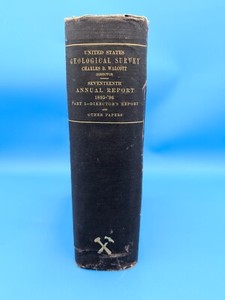 UNITED STATES
GEOLOGICAL SURVEY
CHARLES D. WALCOTT
DIRECTOR
SEVENTEENTH
ANNUAL REPORT
1895-'96
PART I—DIRECTOR'S REPORT
AND
OTHER PAPERS